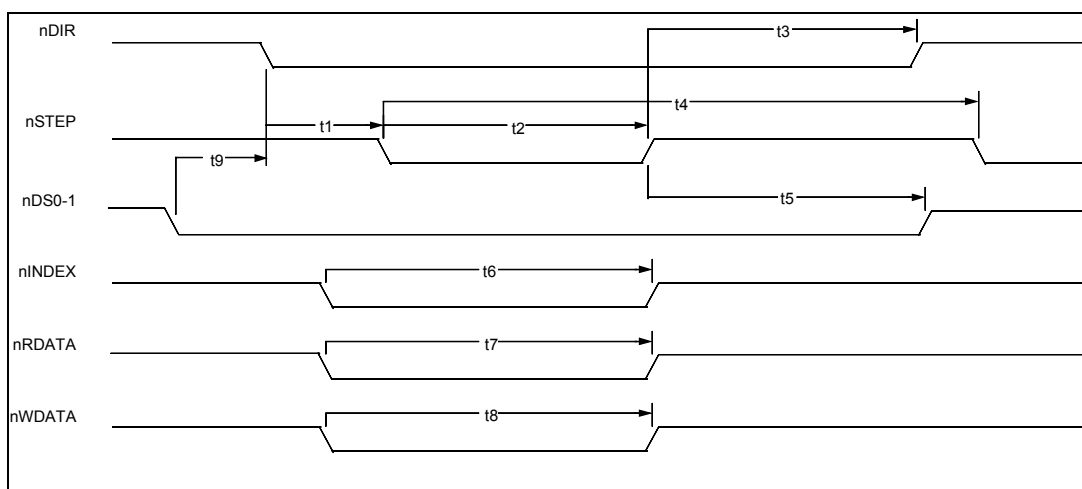 nDIR
t3
nSTEP
t4
t1
t2
t9
nDS0-1
t5
nINDEX
t6
nRDATA
t7
nWDATA
t8